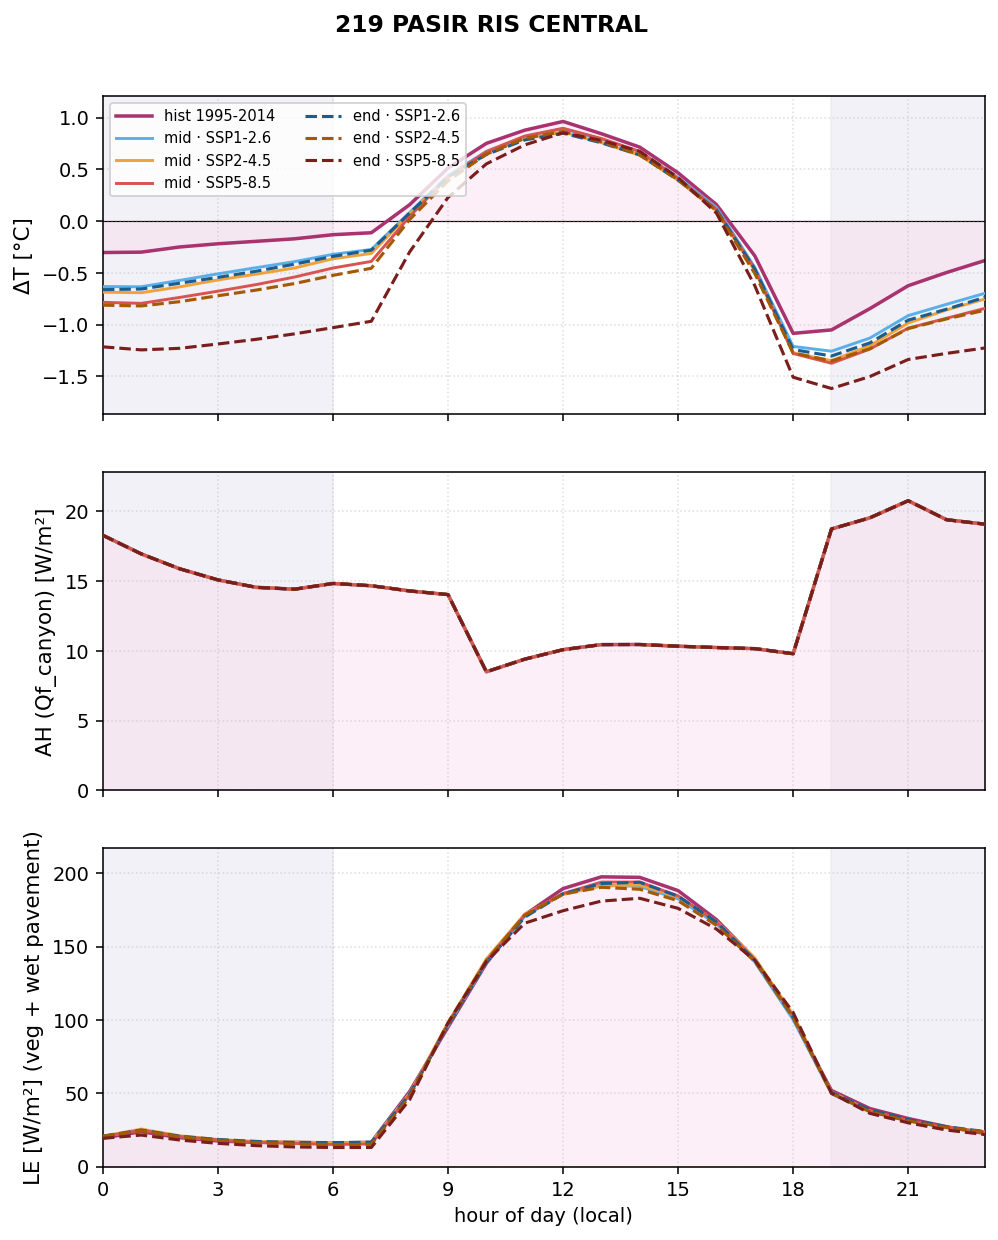 219 PASIR RIS CENTRAL
ΔT [°C]
1.0
0.5
0.0
−0.5
−1.0
−1.5
hist 1995-2014
mid · SSP1-2.6
mid · SSP2-4.5
mid · SSP5-8.5
end · SSP1-2.6
end · SSP2-4.5
end · SSP5-8.5
AH (Qf_canyon) [W/m²]
20
15
10
5
0
LE [W/m²] (veg + wet pavement)
200
150
100
50
0
0 3 6 9 12 15 18 21
hour of day (local)